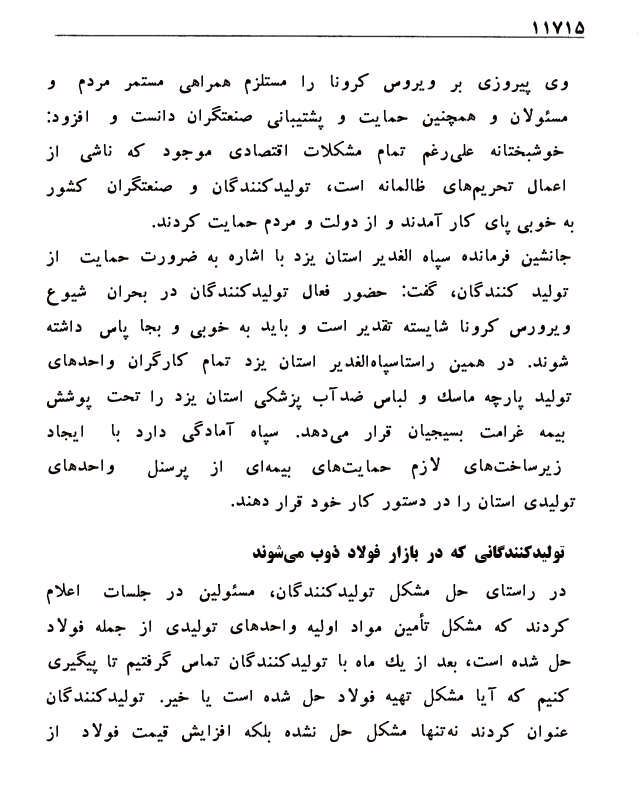 ۱۱۷۱۵
وی پیروزی بر ویروس کرونا را مستلزم همراهی مستمر مردم و
مسئولان و همچنین حمایت و پشتیبانی صنعتگران دانست و افزود:
خوشبختانه علی‌رغم تمام مشکلات اقتصادی موجود که ناشی از
اعمال تحریم‌های ظالمانه است، تولیدکنندگان و صنعتگران کشور
به خوبی پای کار آمدند و از دولت و مردم حمایت کردند.
جانشین فرمانده سپاه الغدیر استان یزد با اشاره به ضرورت حمایت از
تولید کنندگان، گفت: حضور فعال تولیدکنندگان در بحران شیوع
ویرورس کرونا شایسته تقدیر است و باید به خوبی و بجا پاس داشته
شوند. در همین راستاسپاه‌الغدیر استان یزد تمام کارگران واحدهای
تولید پارچه ماسك و لباس ضدآب پزشکی استان یزد را تحت پوشش
بیمه غرامت بسیجیان قرار می‌دهد. سپاه آمادگی دارد با ایجاد
زیرساخت‌های لازم حمایت‌های بیمه‌ای از پرسنل واحدهای
تولیدی استان را در دستور کار خود قرار دهند.
تولیدکنندگانی که در بازار فولاد ذوب می‌شوند
در راستای حل مشکل تولیدکنندگان، مسئولین در جلسات اعلام
کردند که مشکل تأمین مواد اولیه واحدهای تولیدی از جمله فولاد
حل شده است، بعد از یك ماه با تولیدکنندگان تماس گرفتیم تا پیگیری
کنیم که آیا مشکل تهیه فولاد حل شده است یا خیر. تولیدکنندگان
عنوان کردند نه‌تنها مشکل حل نشده بلکه افزایش قیمت فولاد از